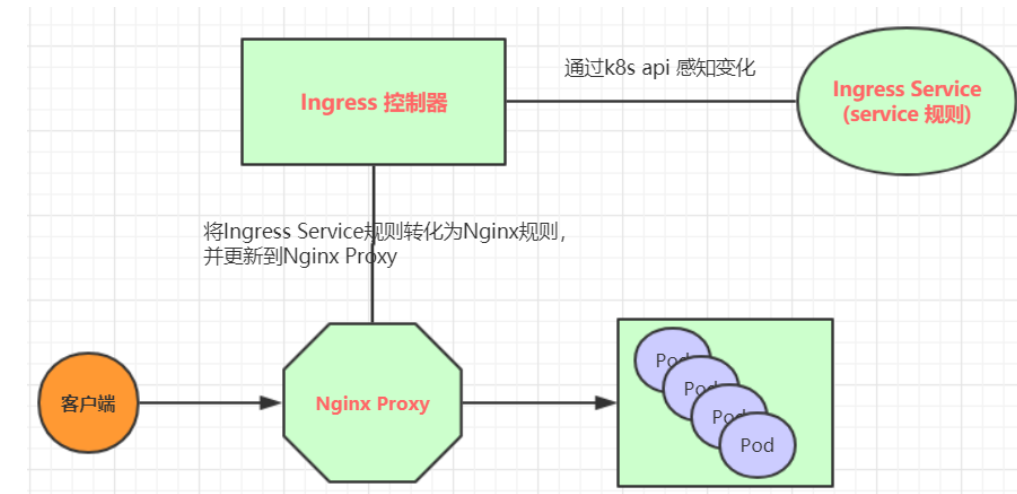 通过k8s api 感知变化
Ingress 控制器
Ingress Service
(service 规则)
将Ingress Service规则转化为Nginx规则，
并更新到Nginx Proxy
客户端
Nginx Proxy
Pod
Pod
Pod
Pod